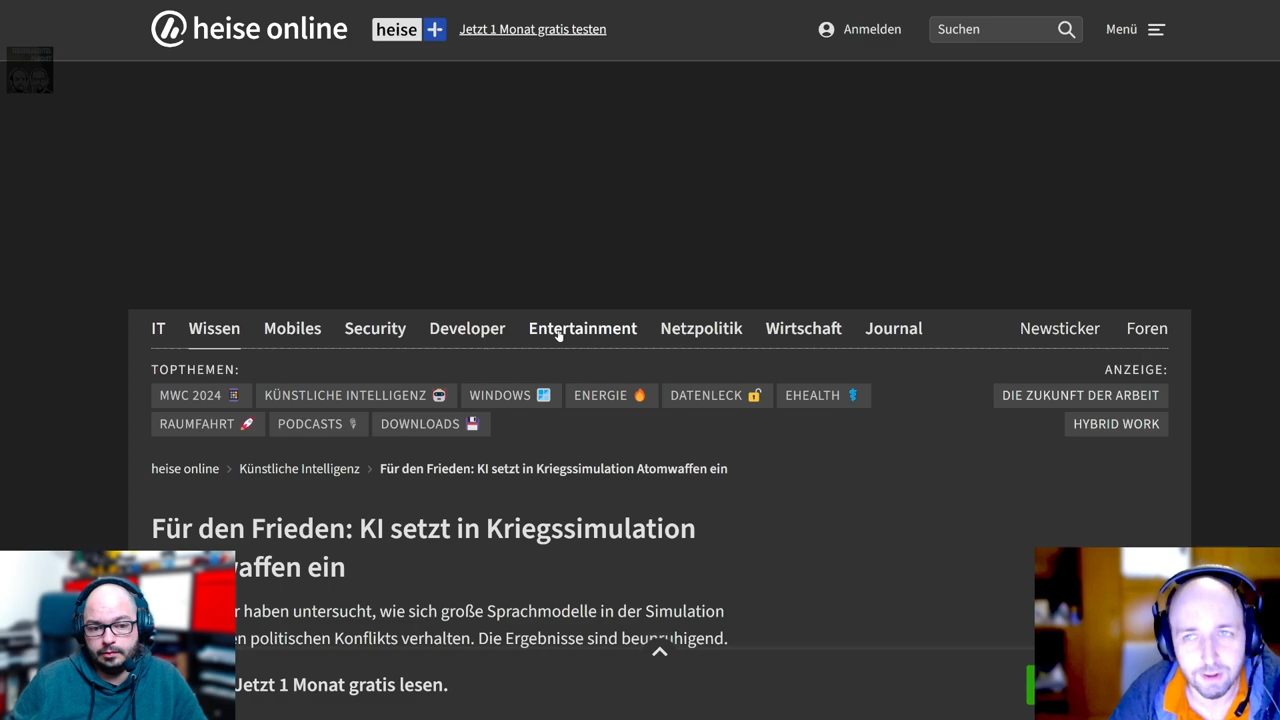 heise online
heise + Jetzt 1 Monat gratis testen
Anmelden
Suchen
Menü
IT Wissen Mobiles Security Developer Entertainment Netzpolitik Wirtschaft Journal Newsticker Foren
TOPTHEMEN:
ANZEIGE:
MWC 2024 KÜNSTLICHE INTELLIGENZ WINDOWS ENERGIE DATENLECK EHEALTH
DIE ZUKUNFT DER ARBEIT
RAUMFAHRT PODCASTS DOWNLOADS
HYBRID WORK
heise online > Künstliche Intelligenz > Für den Frieden: KI setzt in Kriegssimulation Atomwaffen ein
Für den Frieden: KI setzt in Kriegssimulation
waffen ein
r haben untersucht, wie sich große Sprachmodelle in der Simulation
en politischen Konflikts verhalten. Die Ergebnisse sind beunruhigend.
Jetzt 1 Monat gratis lesen.